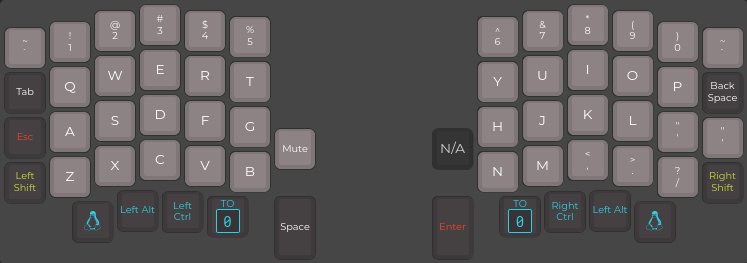 ~ ! @ # $ % ^ & * ( ) ~
` 1 2 3 4 5 6 7 8 9 0 `
Tab Q W E R T Y U I O P Back
Space
Esc A S D F G H J K L " "
' '
Left Z X C V B Mute N/A N M < > ? Right
Shift , . / Shift
Left Alt Left
Ctrl TO
0 Space Enter TO
0 Right
Ctrl Left Alt